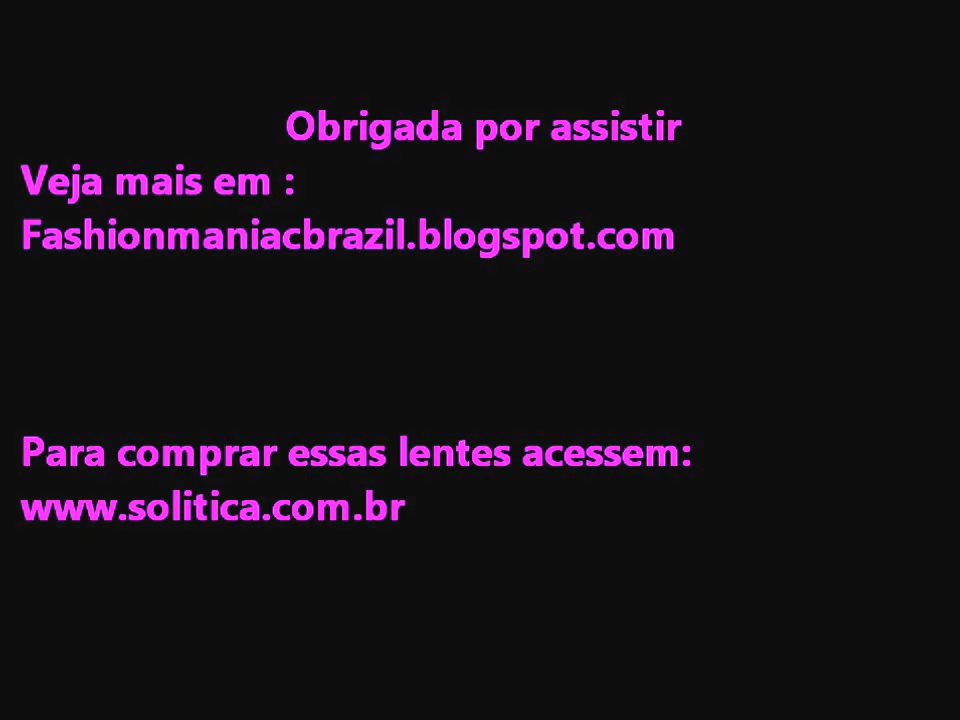 Obrigada por assistir
Veja mais em :
Fashionmaniacbrazil.blogspot.com
Para comprar essas lentes acessem:
www.solitica.com.br